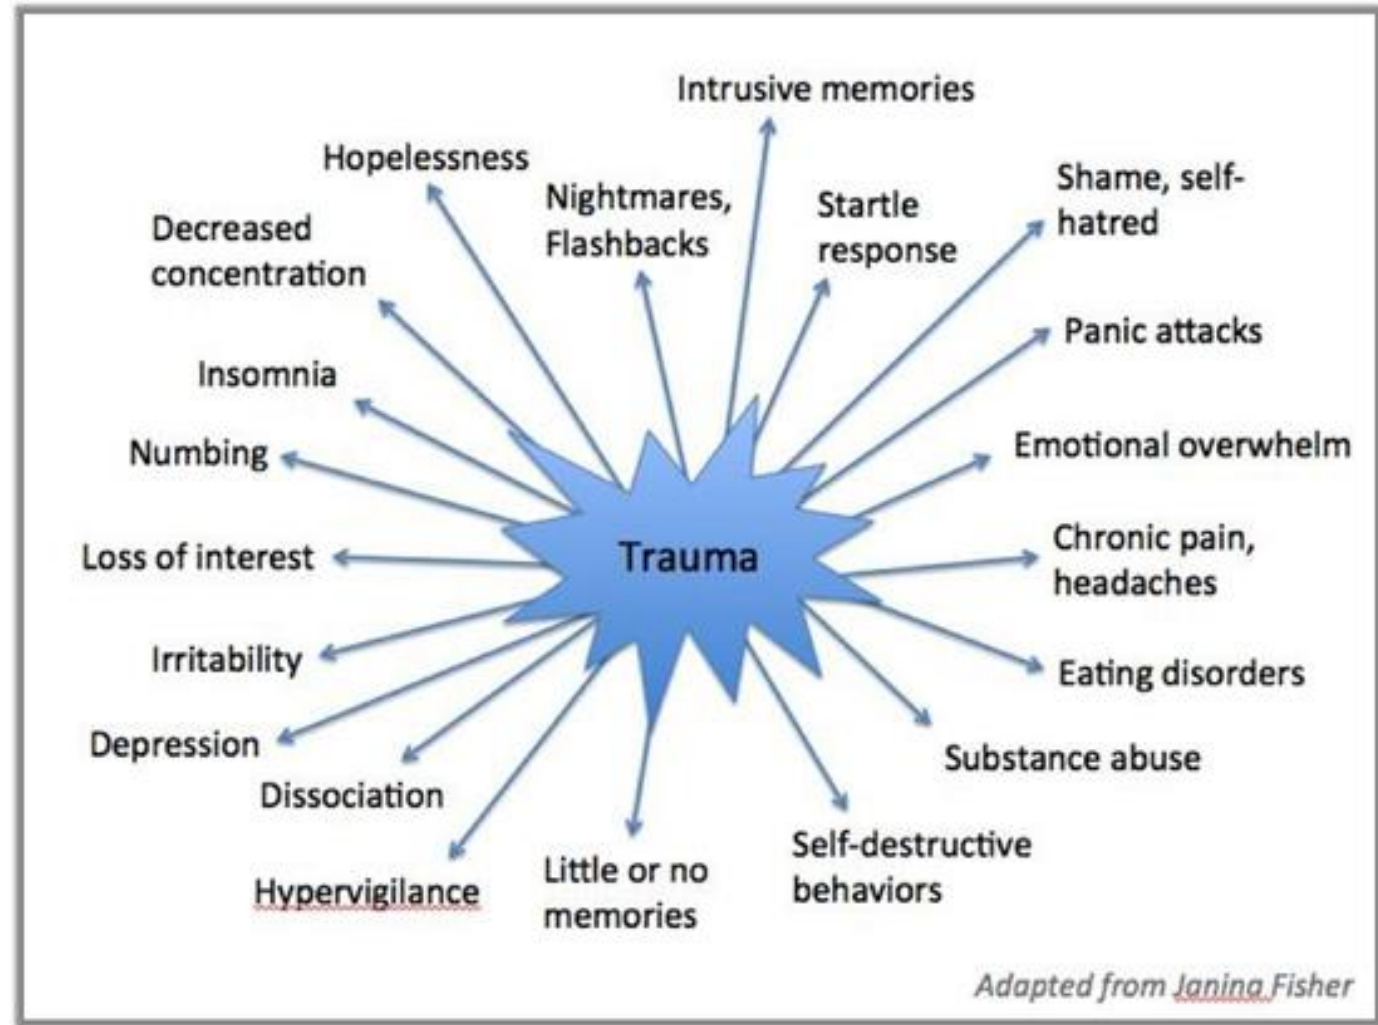 Intrusive memories
Hopelessness
Nightmares,
Flashbacks
Startle
response
Shame, self-
hatred
Decreased
concentration
Panic attacks
Insomnia
Emotional overwhelm
Numbing
Chronic pain,
headaches
Loss of interest
Trauma
Irritability
Eating disorders
Depression
Substance abuse
Dissociation
Self-destructive
behaviors
Hypervigilance
Little or no
memories
Adapted from Janina Fisher